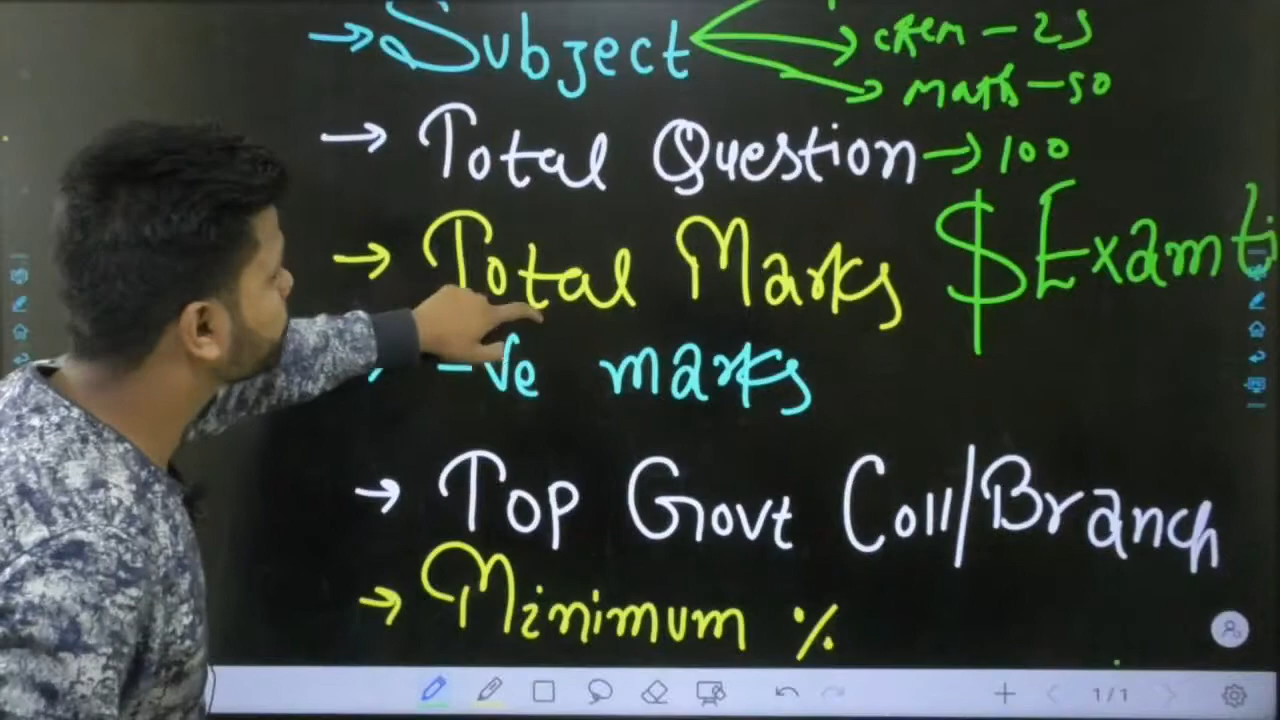 → Subject → chem - 25
→ math - 50
→ Total Question → 100
→ Total Marks $ Examti
-ve marks
→ Top Govt Coll/Branch
→ Minimum %
1/1